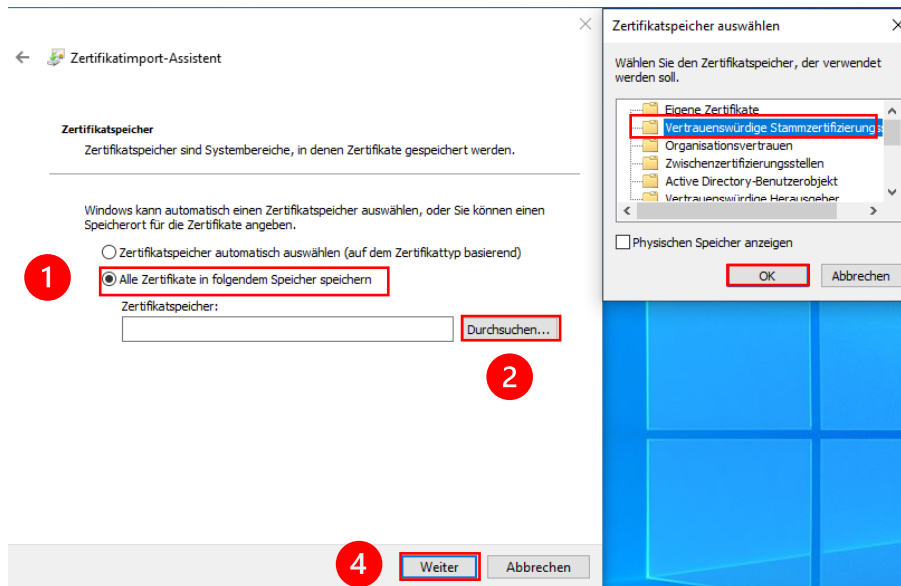 Zertifikatimport-Assistent
Zertifikatspeicher
Zertifikatspeicher sind Systembereiche, in denen Zertifikate gespeichert werden.
Windows kann automatisch einen Zertifikatspeicher auswählen, oder Sie können einen
Speicherort für die Zertifikate angeben.
Zertifikatspeicher automatisch auswählen (auf dem Zertifikattyp basierend)
1
Alle Zertifikate in folgendem Speicher speichern
Zertifikatspeicher:
Durchsuchen...
2
4
Weiter
Abbrechen
Zertifikatspeicher auswählen
Wählen Sie den Zertifikatspeicher, der verwendet
werden soll.
Eigene Zertifikate
Vertrauenswürdige Stammzertifizierungs
Organisationsvertrauen
Zwischenzertifizierungsstellen
Active Directory-Benutzerobjekt
Vertrauenswürdige Herausgeber
Physischen Speicher anzeigen
OK
Abbrechen